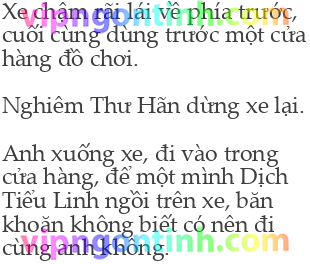 Xe chậm rãi lái về phía trước,
cuối cùng dừng trước một cửa
hàng đồ chơi.
Nghiêm Thư Hãn dừng xe lại.
Anh xuống xe, đi vào trong
cửa hàng, để một mình Dịch
Tiểu Linh ngồi trên xe, băn
khoăn không biết có nên đi
cùng anh không.
vipngontinh.com
vipngontinh.com